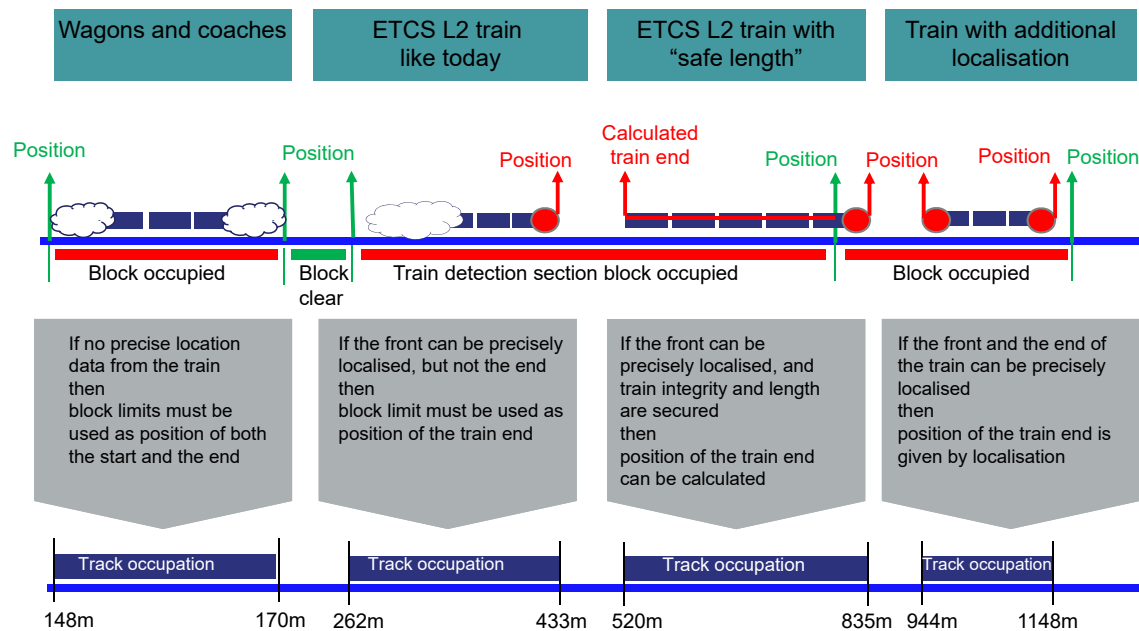 Wagons and coaches
ETCS L2 train
like today
ETCS L2 train with
“safe length”
Train with additional
localisation
Position
Position
Position
Calculated
train end
Position
Position
Position
Position
Block occupied
Block
clear
Train detection section block occupied
Block occupied
If no precise location
data from the train
then
block limits must be
used as position of both
the start and the end
If the front can be precisely
localised, but not the end
then
block limit must be used as
position of the train end
If the front can be
precisely localised, and
train integrity and length
are secured
then
position of the train end
can be calculated
If the front and the end of
the train can be precisely
localised
then
position of the train end is
given by localisation
Track occupation
Track occupation
Track occupation
Track occupation
148m
170m
262m
433m
520m
835m
944m
1148m